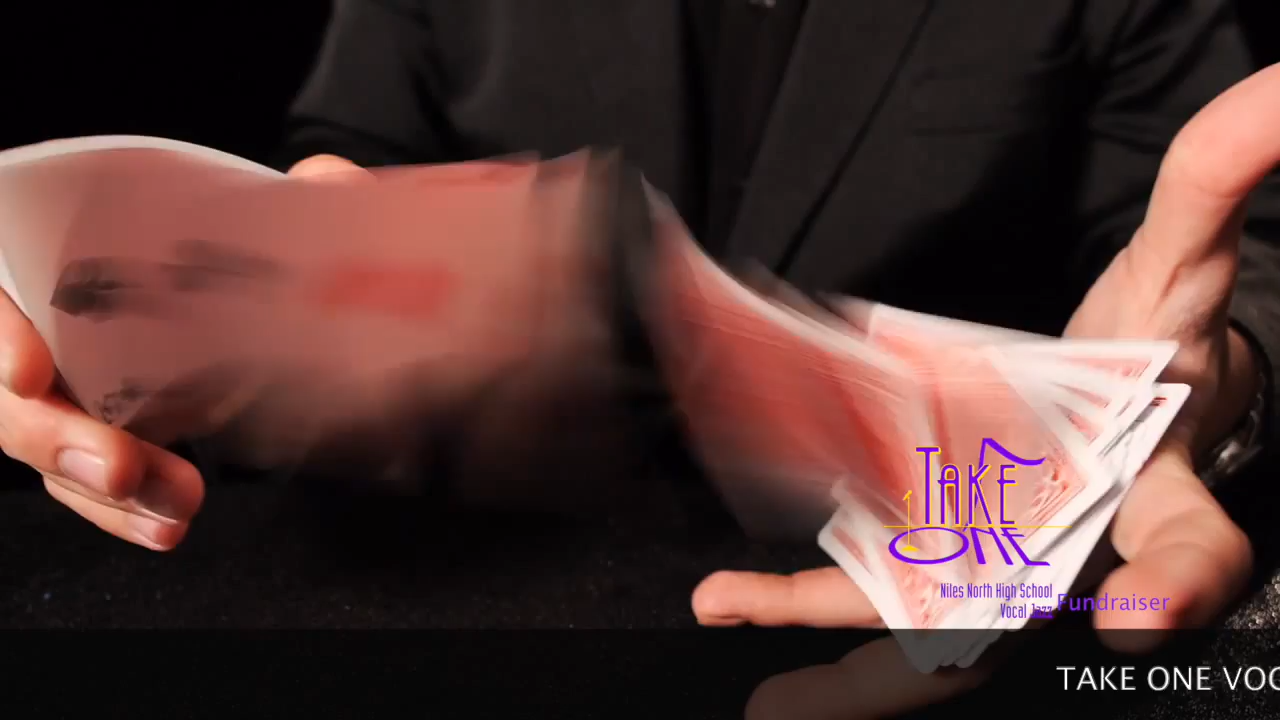 TAKE
ONE
Niles North High School
Vocal Jazz Fundraiser
TAKE ONE VOC